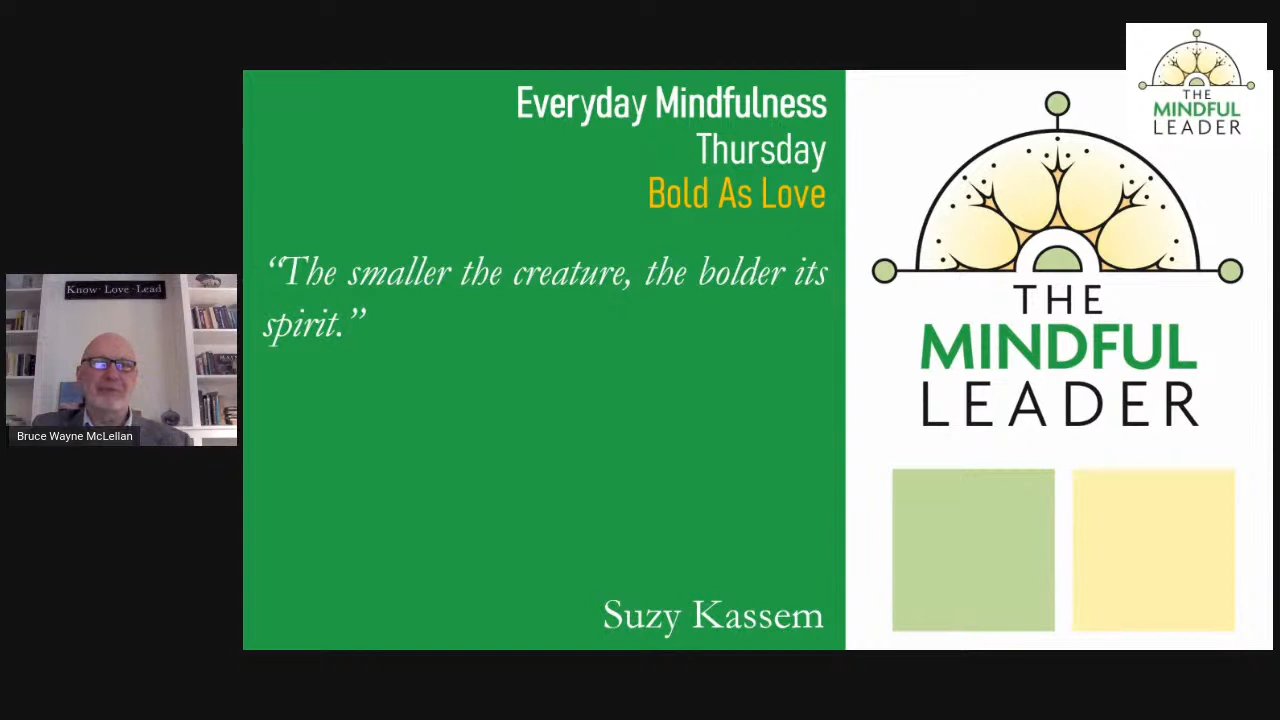 Everyday Mindfulness
Thursday
Bold As Love
“The smaller the creature, the bolder its
spirit.”
Suzy Kassem
THE
MINDFUL
LEADER
THE
MINDFUL
LEADER
Know · Love · Lead
Bruce Wayne McLellan